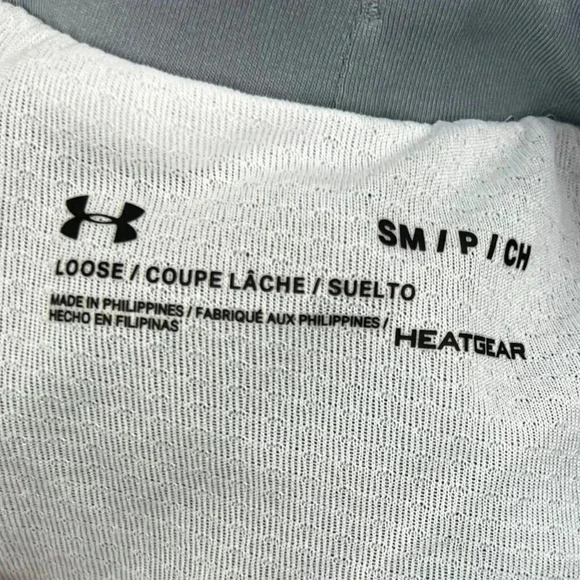 SM / P / CH
LOOSE / COUPE LÂCHE / SUELTO
MADE IN PHILIPPINES / FABRIQUÉ AUX PHILIPPINES /
HECHO EN FILIPINAS
HEATGEAR